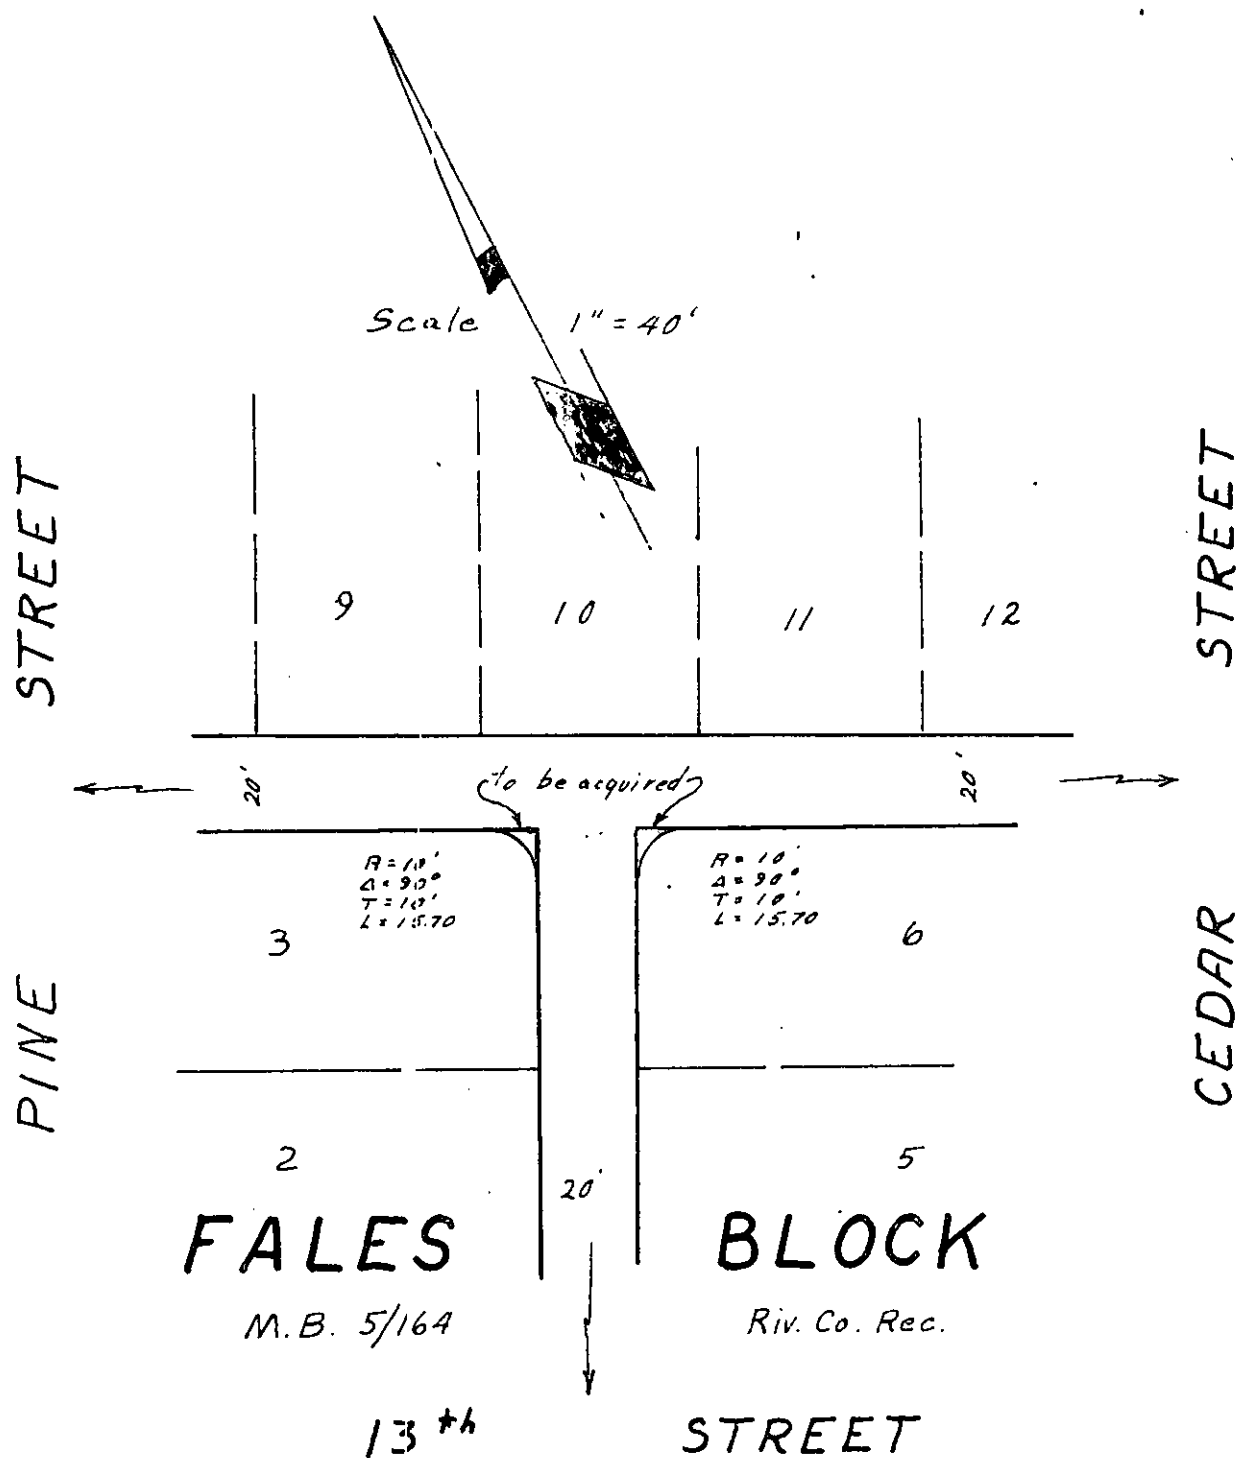 Scale 1" = 40'
STREET
STREET
9 10 11 12
20' to be acquired 20'
R = 10'
Δ = 90°
T = 10'
L = 15.70
R = 10'
Δ = 90°
T = 10'
L = 15.70
3 6
PINE
CEDAR
2 5
20'
FALES BLOCK
M.B. 5/164 Riv. Co. Rec.
13th STREET